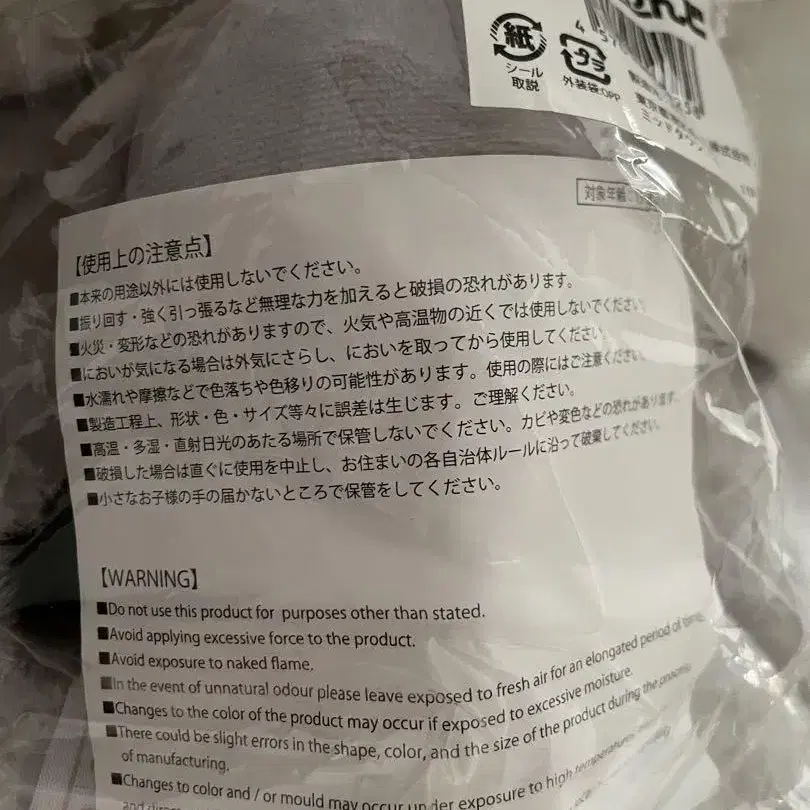 紙
シール
取説
プラ
外装袋:OPP
対象年齢:
【使用上の注意点】
■本来の用途以外には使用しないでください。
■振り回す・強く引っ張るなど無理な力を加えると破損の恐れがあります。
■火災・変形などの恐れがありますので、火気や高温物の近くでは使用しないでください
■においが気になる場合は外気にさらし、においを取ってから使用してください
■水濡れや摩擦などで色落ちや色移りの可能性があります。使用の際にはご注意ください
■製造工程上、形状・色・サイズ等々に誤差は生じます。ご理解ください。
■高温・多湿・直射日光のあたる場所で保管しないでください。カビや変色などの恐れがあります。
■破損した場合は直ぐに使用を中止し、お住まいの各自治体ルールに沿って破棄してください。
■小さなお子様の手の届かないところで保管をしてください。
【WARNING】
■Do not use this product for purposes other than stated.
■Avoid applying excessive force to the product.
■Avoid exposure to naked flame.
■In the event of unnatural odour please leave exposed to fresh air for an elongated period of time.
■Changes to the color of the product may occur if exposed to excessive moisture.
■There could be slight errors in the shape, color, and the size of the product during the process
of manufacturing.
■Changes to color and / or mould may occur under exposure to high temperatures